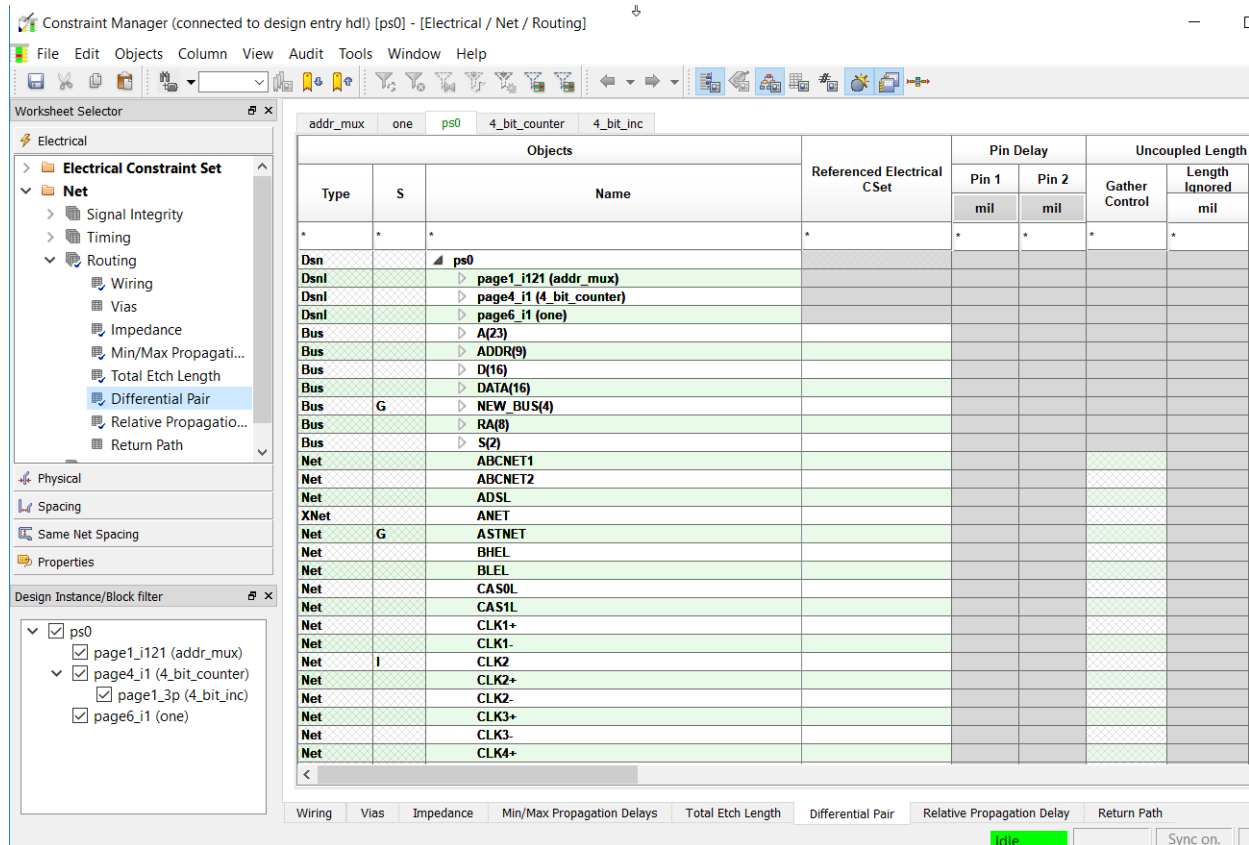 Constraint Manager (connected to design entry hdl) [ps0] - [Electrical / Net / Routing]
File Edit Objects Column View Audit Tools Window Help
Worksheet Selector
Electrical
Electrical Constraint Set
Net
Signal Integrity
Timing
Routing
Wiring
Vias
Impedance
Min/Max Propagati...
Total Etch Length
Differential Pair
Relative Propagatio...
Return Path
Physical
Spacing
Same Net Spacing
Properties
Design Instance/Block filter
ps0
page1_i121 (addr_mux)
page4_i1 (4_bit_counter)
page1_3p (4_bit_inc)
page6_i1 (one)
addr_mux one ps0 4_bit_counter 4_bit_inc
Objects Referenced Electrical CSet Pin Delay Uncoupled Length
Type S Name Pin 1 Pin 2 Gather Control Length Ignored
mil mil mil
* * * * * * * *
Dsn ps0
DsnI page1_i121 (addr_mux)
DsnI page4_i1 (4_bit_counter)
DsnI page6_i1 (one)
Bus A(23)
Bus ADDR(9)
Bus D(16)
Bus DATA(16)
Bus G NEW_BUS(4)
Bus RA(8)
Bus S(2)
Net ABCNET1
Net ABCNET2
Net ADSL
XNet ANET
Net G ASTNET
Net BHEL
Net BLEL
Net CAS0L
Net CAS1L
Net CLK1+
Net CLK1-
Net I CLK2
Net CLK2+
Net CLK2-
Net CLK3+
Net CLK3-
Net CLK4+
Wiring Vias Impedance Min/Max Propagation Delays Total Etch Length Differential Pair Relative Propagation Delay Return Path
Idle Sync on.